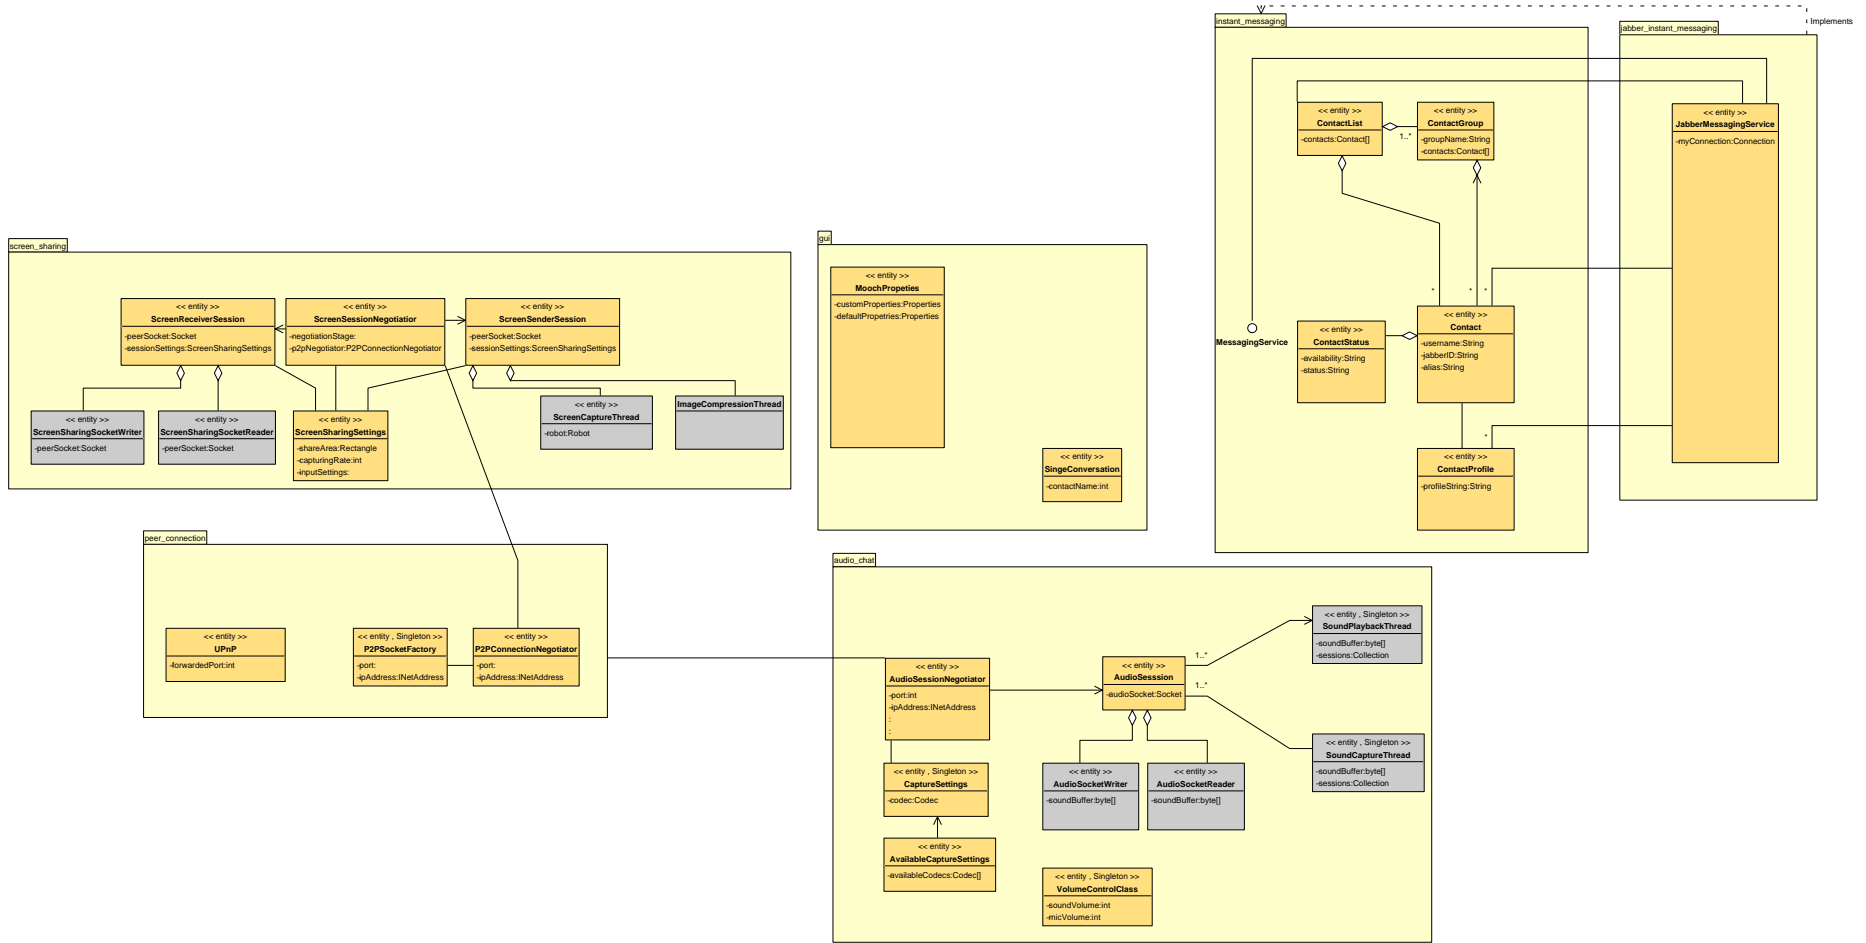 instant_messaging
Implements
jabber_instant_messaging
<< entity >>
ContactList
-contacts:Contact[]
1..*
<< entity >>
ContactGroup
-groupName:String
-contacts:Contact[]
<< entity >>
JabberMessagingService
-myConnection:Connection
*
*
*
MessagingService
<< entity >>
ContactStatus
-availability:String
-status:String
<< entity >>
Contact
-username:String
-jabberID:String
-alias:String
*
<< entity >>
ContactProfile
-profileString:String
screen_sharing
<< entity >>
ScreenReceiverSession
-peerSocket:Socket
-sessionSettings:ScreenSharingSettings
<< entity >>
ScreenSessionNegotiatior
-negotiationStage:
-p2pNegotiator:P2PConnectionNegotiator
<< entity >>
ScreenSenderSession
-peerSocket:Socket
-sessionSettings:ScreenSharingSettings
<< entity >>
ScreenSharingSocketWriter
-peerSocket:Socket
<< entity >>
ScreenSharingSocketReader
-peerSocket:Socket
<< entity >>
ScreenSharingSettings
-shareArea:Rectangle
-capturingRate:int
-inputSettings:
<< entity >>
ScreenCaptureThread
-robot:Robot
ImageCompressionThread
gui
<< entity >>
MoochPropeties
-customProperties:Properties
-defaultPropetries:Properties
<< entity >>
SingeConversation
-contactName:int
peer_connection
<< entity >>
UPnP
-forwardedPort:int
<< entity , Singleton >>
P2PSocketFactory
-port:
-ipAddress:INetAddress
<< entity >>
P2PConnectionNegotiator
-port:
-ipAddress:INetAddress
audio_chat
<< entity >>
AudioSessionNegotiator
-port:int
-ipAddress:INetAddress
:
:
<< entity >>
AudioSesssion
-audioSocket:Socket
1..*
1..*
<< entity , Singleton >>
SoundPlaybackThread
-soundBuffer:byte[]
-sessions:Collection
<< entity , Singleton >>
SoundCaptureThread
-soundBuffer:byte[]
-sessions:Collection
<< entity , Singleton >>
CaptureSettings
-codec:Codec
<< entity >>
AudioSocketWriter
-soundBuffer:byte[]
<< entity >>
AudioSocketReader
-soundBuffer:byte[]
<< entity >>
AvailableCaptureSettings
-availableCodecs:Codec[]
<< entity , Singleton >>
VolumeControlClass
-soundVolume:int
-micVolume:int